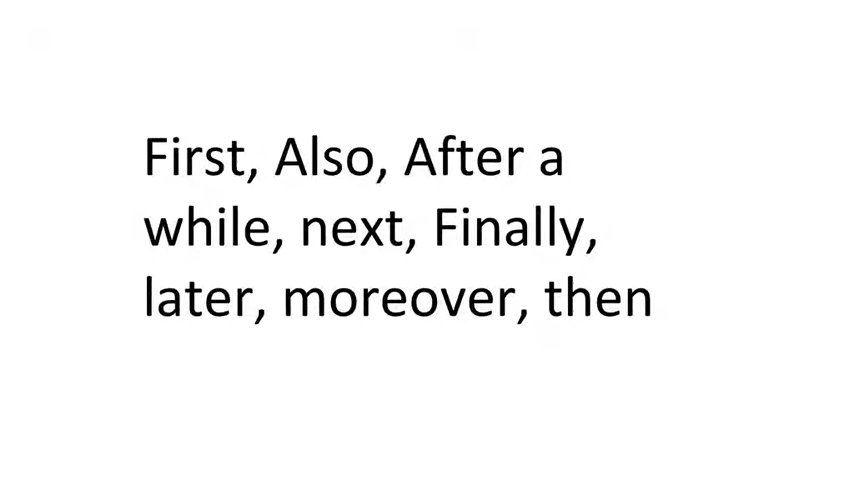 First, Also, After a
while, next, Finally,
later, moreover, then